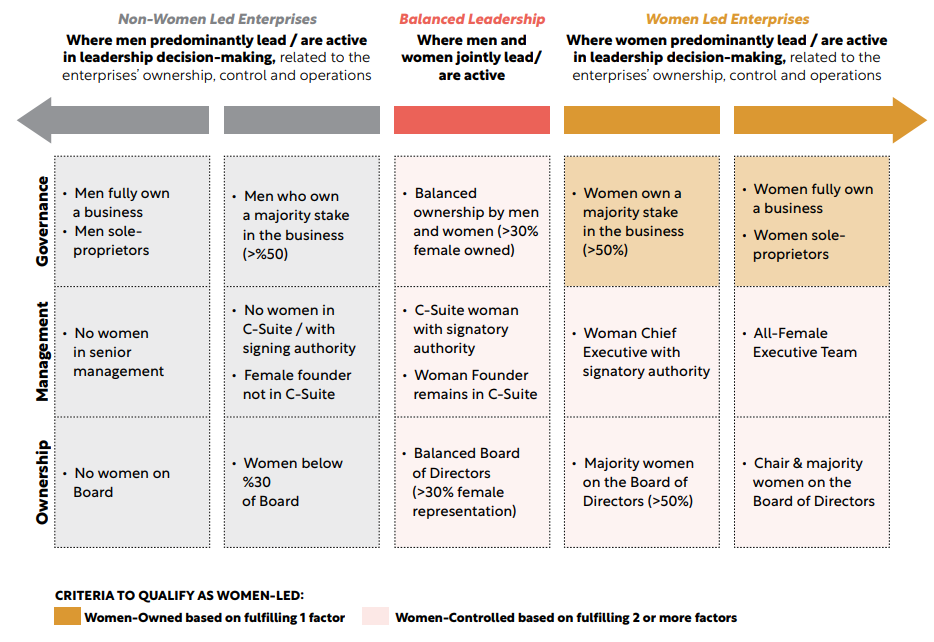 Non-Women Led Enterprises
Where men predominantly lead / are active
in leadership decision-making, related to the
enterprises' ownership, control and operations
Balanced Leadership
Where men and
women jointly lead/
are active
Women Led Enterprises
Where women predominantly lead / are active
in leadership decision-making, related to the
enterprises' ownership, control and operations
Governance
• Men fully own
a business
• Men sole-
proprietors
• Men who own
a majority stake
in the business
(>%50)
• Balanced
ownership by men
and women (>30%
female owned)
• Women own a
majority stake
in the business
(>50%)
• Women fully own
a business
• Women sole-
proprietors
Management
• No women
in senior
management
• No women in
C-Suite / with
signing authority
• Female founder
not in C-Suite
• C-Suite woman
with signatory
authority
• Woman Founder
remains in C-Suite
• Woman Chief
Executive with
signatory authority
• All-Female
Executive Team
Ownership
• No women on
Board
• Women below
%30
of Board
• Balanced Board
of Directors
(>30% female
representation)
• Majority women
on the Board of
Directors (>50%)
• Chair & majority
women on the
Board of Directors
CRITERIA TO QUALIFY AS WOMEN-LED:
Women-Owned based on fulfilling 1 factor
Women-Controlled based on fulfilling 2 or more factors